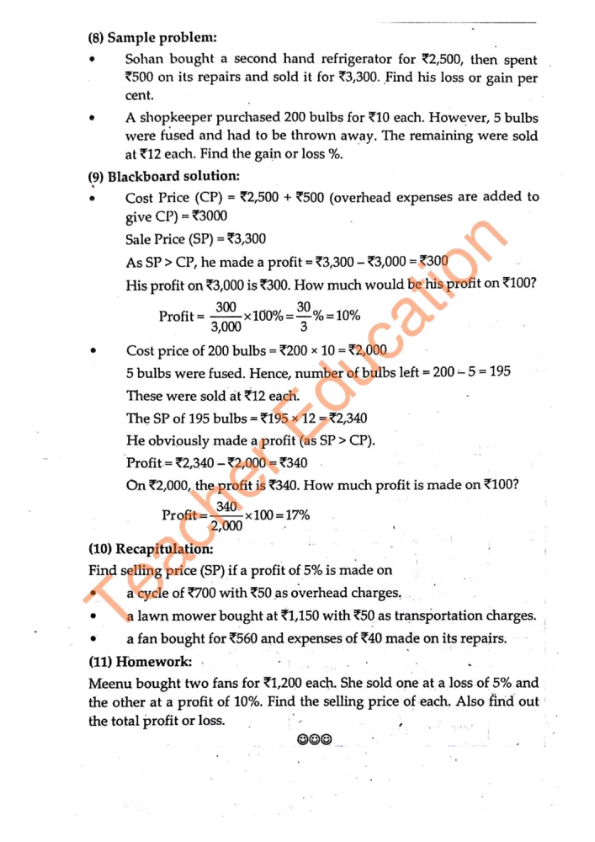 (8) Sample problem:
• Sohan bought a second hand refrigerator for ₹2,500, then spent
₹500 on its repairs and sold it for ₹3,300. Find his loss or gain per
cent.
• A shopkeeper purchased 200 bulbs for ₹10 each. However, 5 bulbs
were fused and had to be thrown away. The remaining were sold
at ₹12 each. Find the gain or loss %.
(9) Blackboard solution:
• Cost Price (CP) = ₹2,500 + ₹500 (overhead expenses are added to
give CP) = ₹3000
Sale Price (SP) = ₹3,300
As SP > CP, he made a profit = ₹3,300 – ₹3,000 = ₹300
His profit on ₹3,000 is ₹300. How much would be his profit on ₹100?
Profit = 300/3,000 ×100% = 30/3 % = 10%
• Cost price of 200 bulbs = ₹200 × 10 = ₹2,000
5 bulbs were fused. Hence, number of bulbs left = 200 – 5 = 195
These were sold at ₹12 each.
The SP of 195 bulbs = ₹195 × 12 = ₹2,340
He obviously made a profit (as SP > CP).
Profit = ₹2,340 – ₹2,000 = ₹340
On ₹2,000, the profit is ₹340. How much profit is made on ₹100?
Profit = 340/2,000 ×100 = 17%
(10) Recapitulation:
Find selling price (SP) if a profit of 5% is made on
• a cycle of ₹700 with ₹50 as overhead charges.
• a lawn mower bought at ₹1,150 with ₹50 as transportation charges.
• a fan bought for ₹560 and expenses of ₹40 made on its repairs.
(11) Homework:
Meenu bought two fans for ₹1,200 each. She sold one at a loss of 5% and
the other at a profit of 10%. Find the selling price of each. Also find out
the total profit or loss.
☺☺☺
Teacher Education